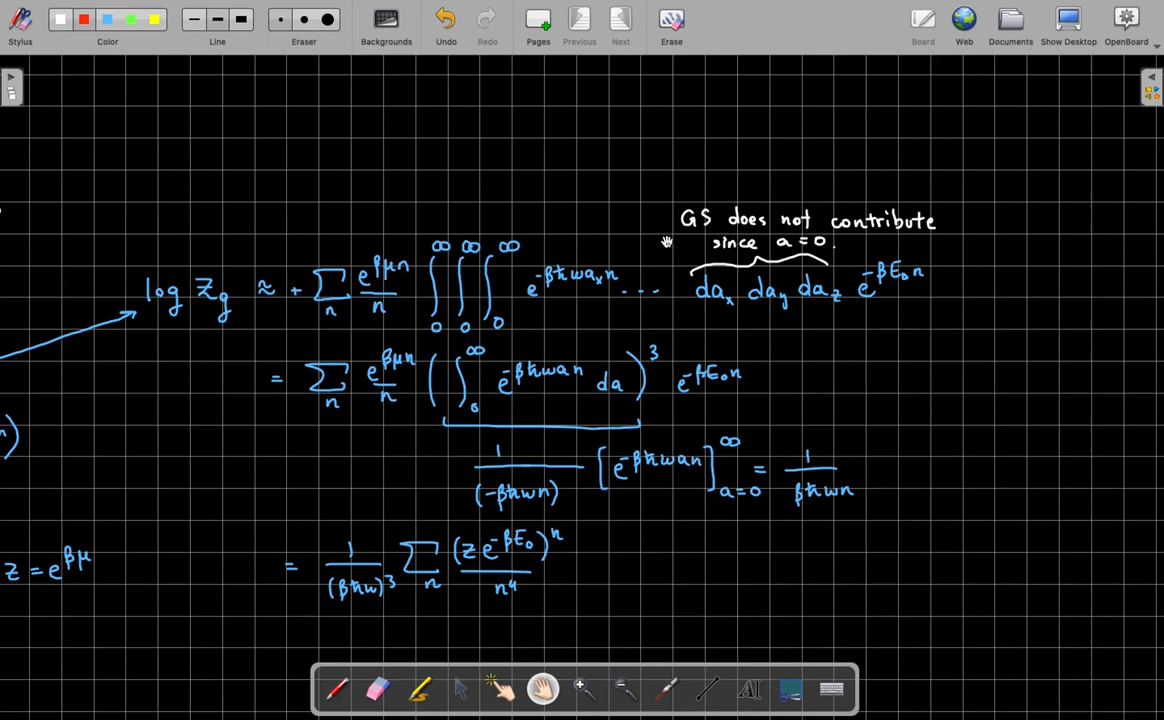 Stylus Color Line Eraser Backgrounds Undo Redo Pages Previous Next Erase Board Web Documents Show Desktop OpenBoard
GS does not contribute
since a = 0.
log Z_g ≈ + Σ_n e^{βμn}/n ∫_0^∞ ∫_0^∞ ∫_0^∞ e^{-βħωa_x n} ... da_x da_y da_z e^{-βE_0 n}
= Σ_n e^{βμn}/n ( ∫_0^∞ e^{-βħωan} da )^3 e^{-βE_0 n}
n)
1/(-βħωn) [e^{-βħωan}]_{a=0}^∞ = 1/(βħωn)
z = e^{βμ}
= 1/(βħω)^3 Σ_n (z e^{-βE_0})^n / n^4
AI